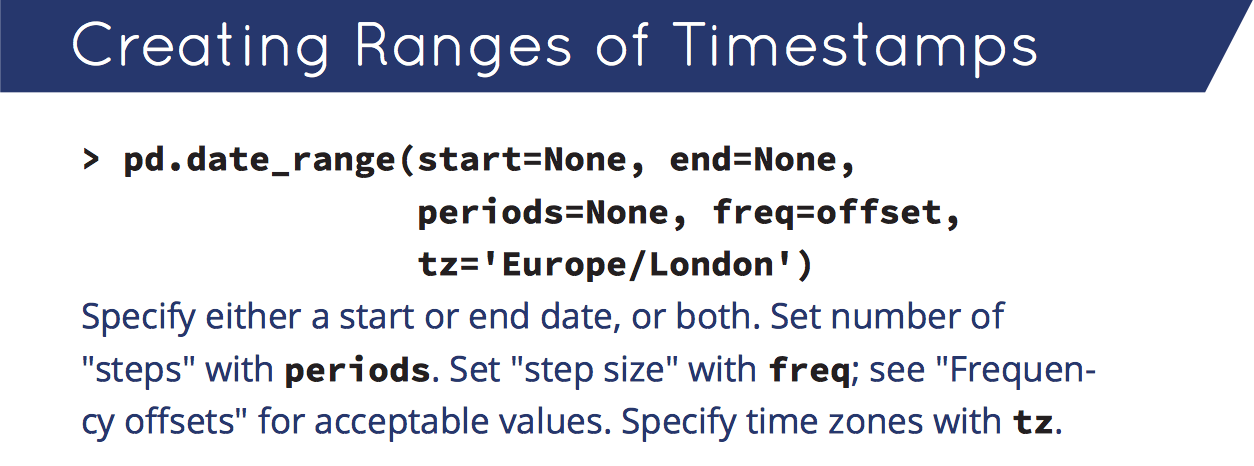 Creating Ranges of Timestamps
> pd.date_range(start=None, end=None,
periods=None, freq=offset,
tz='Europe/London')
Specify either a start or end date, or both. Set number of
"steps" with periods. Set "step size" with freq; see "Frequen-
cy offsets" for acceptable values. Specify time zones with tz.